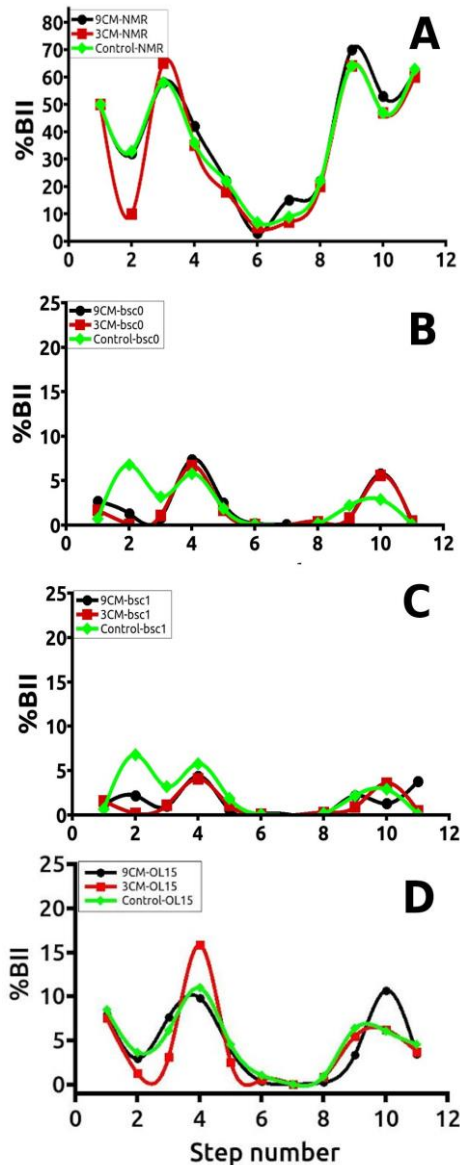 9CM-NMR
3CM-NMR
Control-NMR
A
%BII
80
70
60
50
40
30
20
10
0
0 2 4 6 8 10 12
9CM-bsc0
3CM-bsc0
Control-bsc0
B
%BII
25
20
15
10
5
0
0 2 4 6 8 10 12
9CM-bsc1
3CM-bsc1
Control-bsc1
C
%BII
25
20
15
10
5
0
0 2 4 6 8 10 12
9CM-OL15
3CM-OL15
Control-OL15
D
%BII
25
20
15
10
5
0
0 2 4 6 8 10 12
Step number